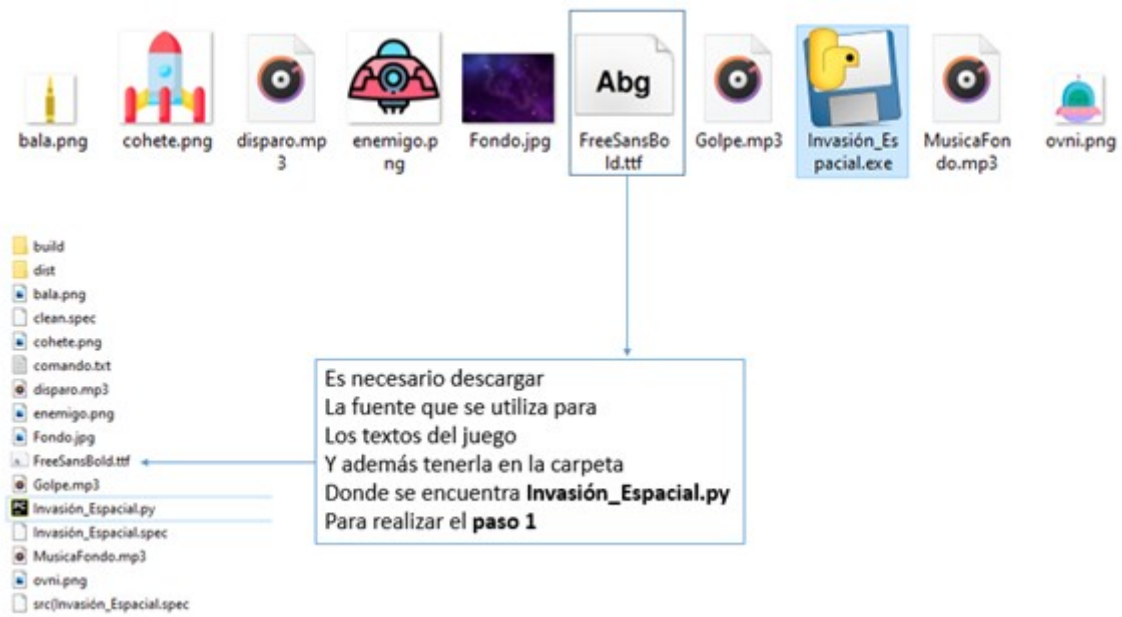 Abg
bala.png
cohete.png
disparo.mp
3
enemigo.p
ng
Fondo.jpg
FreeSansBo
ld.ttf
Golpe.mp3
Invasión_Es
pacial.exe
MusicaFon
do.mp3
ovni.png
build
dist
bala.png
clean.spec
cohete.png
comando.txt
disparo.mp3
enemigo.png
Fondo.jpg
FreeSansBold.ttf
Golpe.mp3
Invasión_Espacial.py
Invasión_Espacial.spec
MusicaFondo.mp3
ovni.png
src(Invasión_Espacial.spec
Es necesario descargar
La fuente que se utiliza para
Los textos del juego
Y además tenerla en la carpeta
Donde se encuentra Invasión_Espacial.py
Para realizar el paso 1